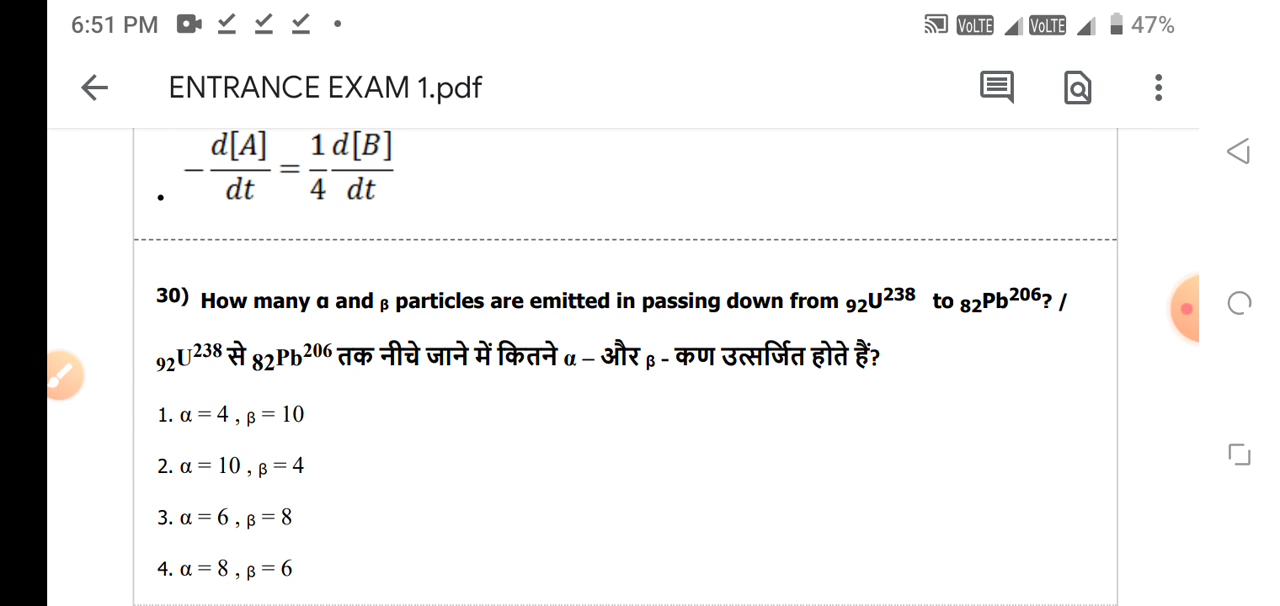 6:51 PM VoLTE VoLTE 47%
ENTRANCE EXAM 1.pdf
. - d[A]/dt = 1/4 d[B]/dt
30) How many α and β particles are emitted in passing down from ₉₂U²³⁸ to ₈₂Pb²⁰⁶? /
₉₂U²³⁸ से ₈₂Pb²⁰⁶ तक नीचे जाने में कितने α – और β - कण उत्सर्जित होते हैं?
1. α = 4 , β = 10
2. α = 10 , β = 4
3. α = 6 , β = 8
4. α = 8 , β = 6